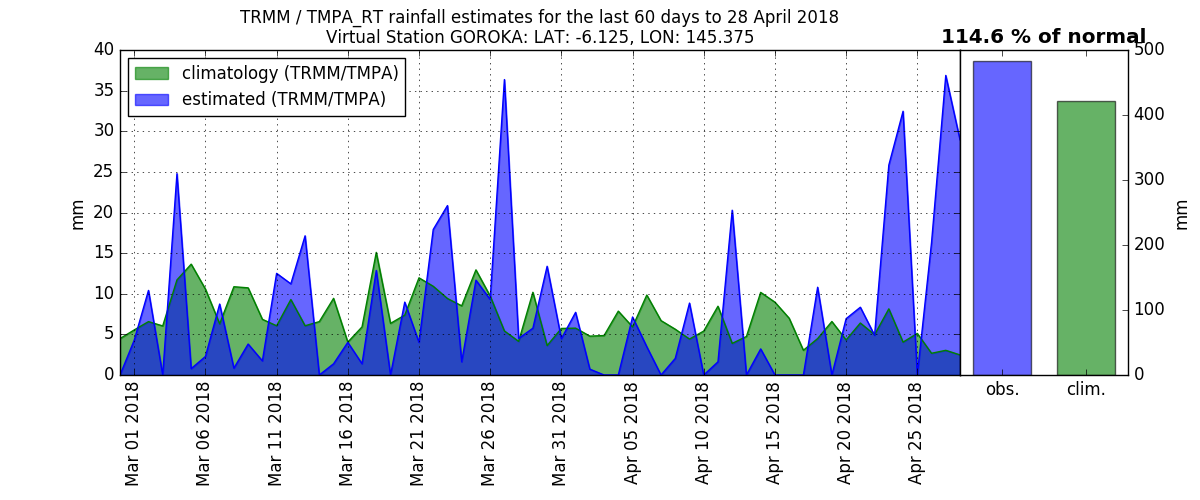 TRMM / TMPA_RT rainfall estimates for the last 60 days to 28 April 2018
Virtual Station GOROKA: LAT: -6.125, LON: 145.375
114.6 % of normal
climatology (TRMM/TMPA)
estimated (TRMM/TMPA)
mm
40
35
30
25
20
15
10
5
0
Mar 01 2018
Mar 06 2018
Mar 11 2018
Mar 16 2018
Mar 21 2018
Mar 26 2018
Mar 31 2018
Apr 05 2018
Apr 10 2018
Apr 15 2018
Apr 20 2018
Apr 25 2018
obs.
clim.
500
400
300
200
100
0
mm